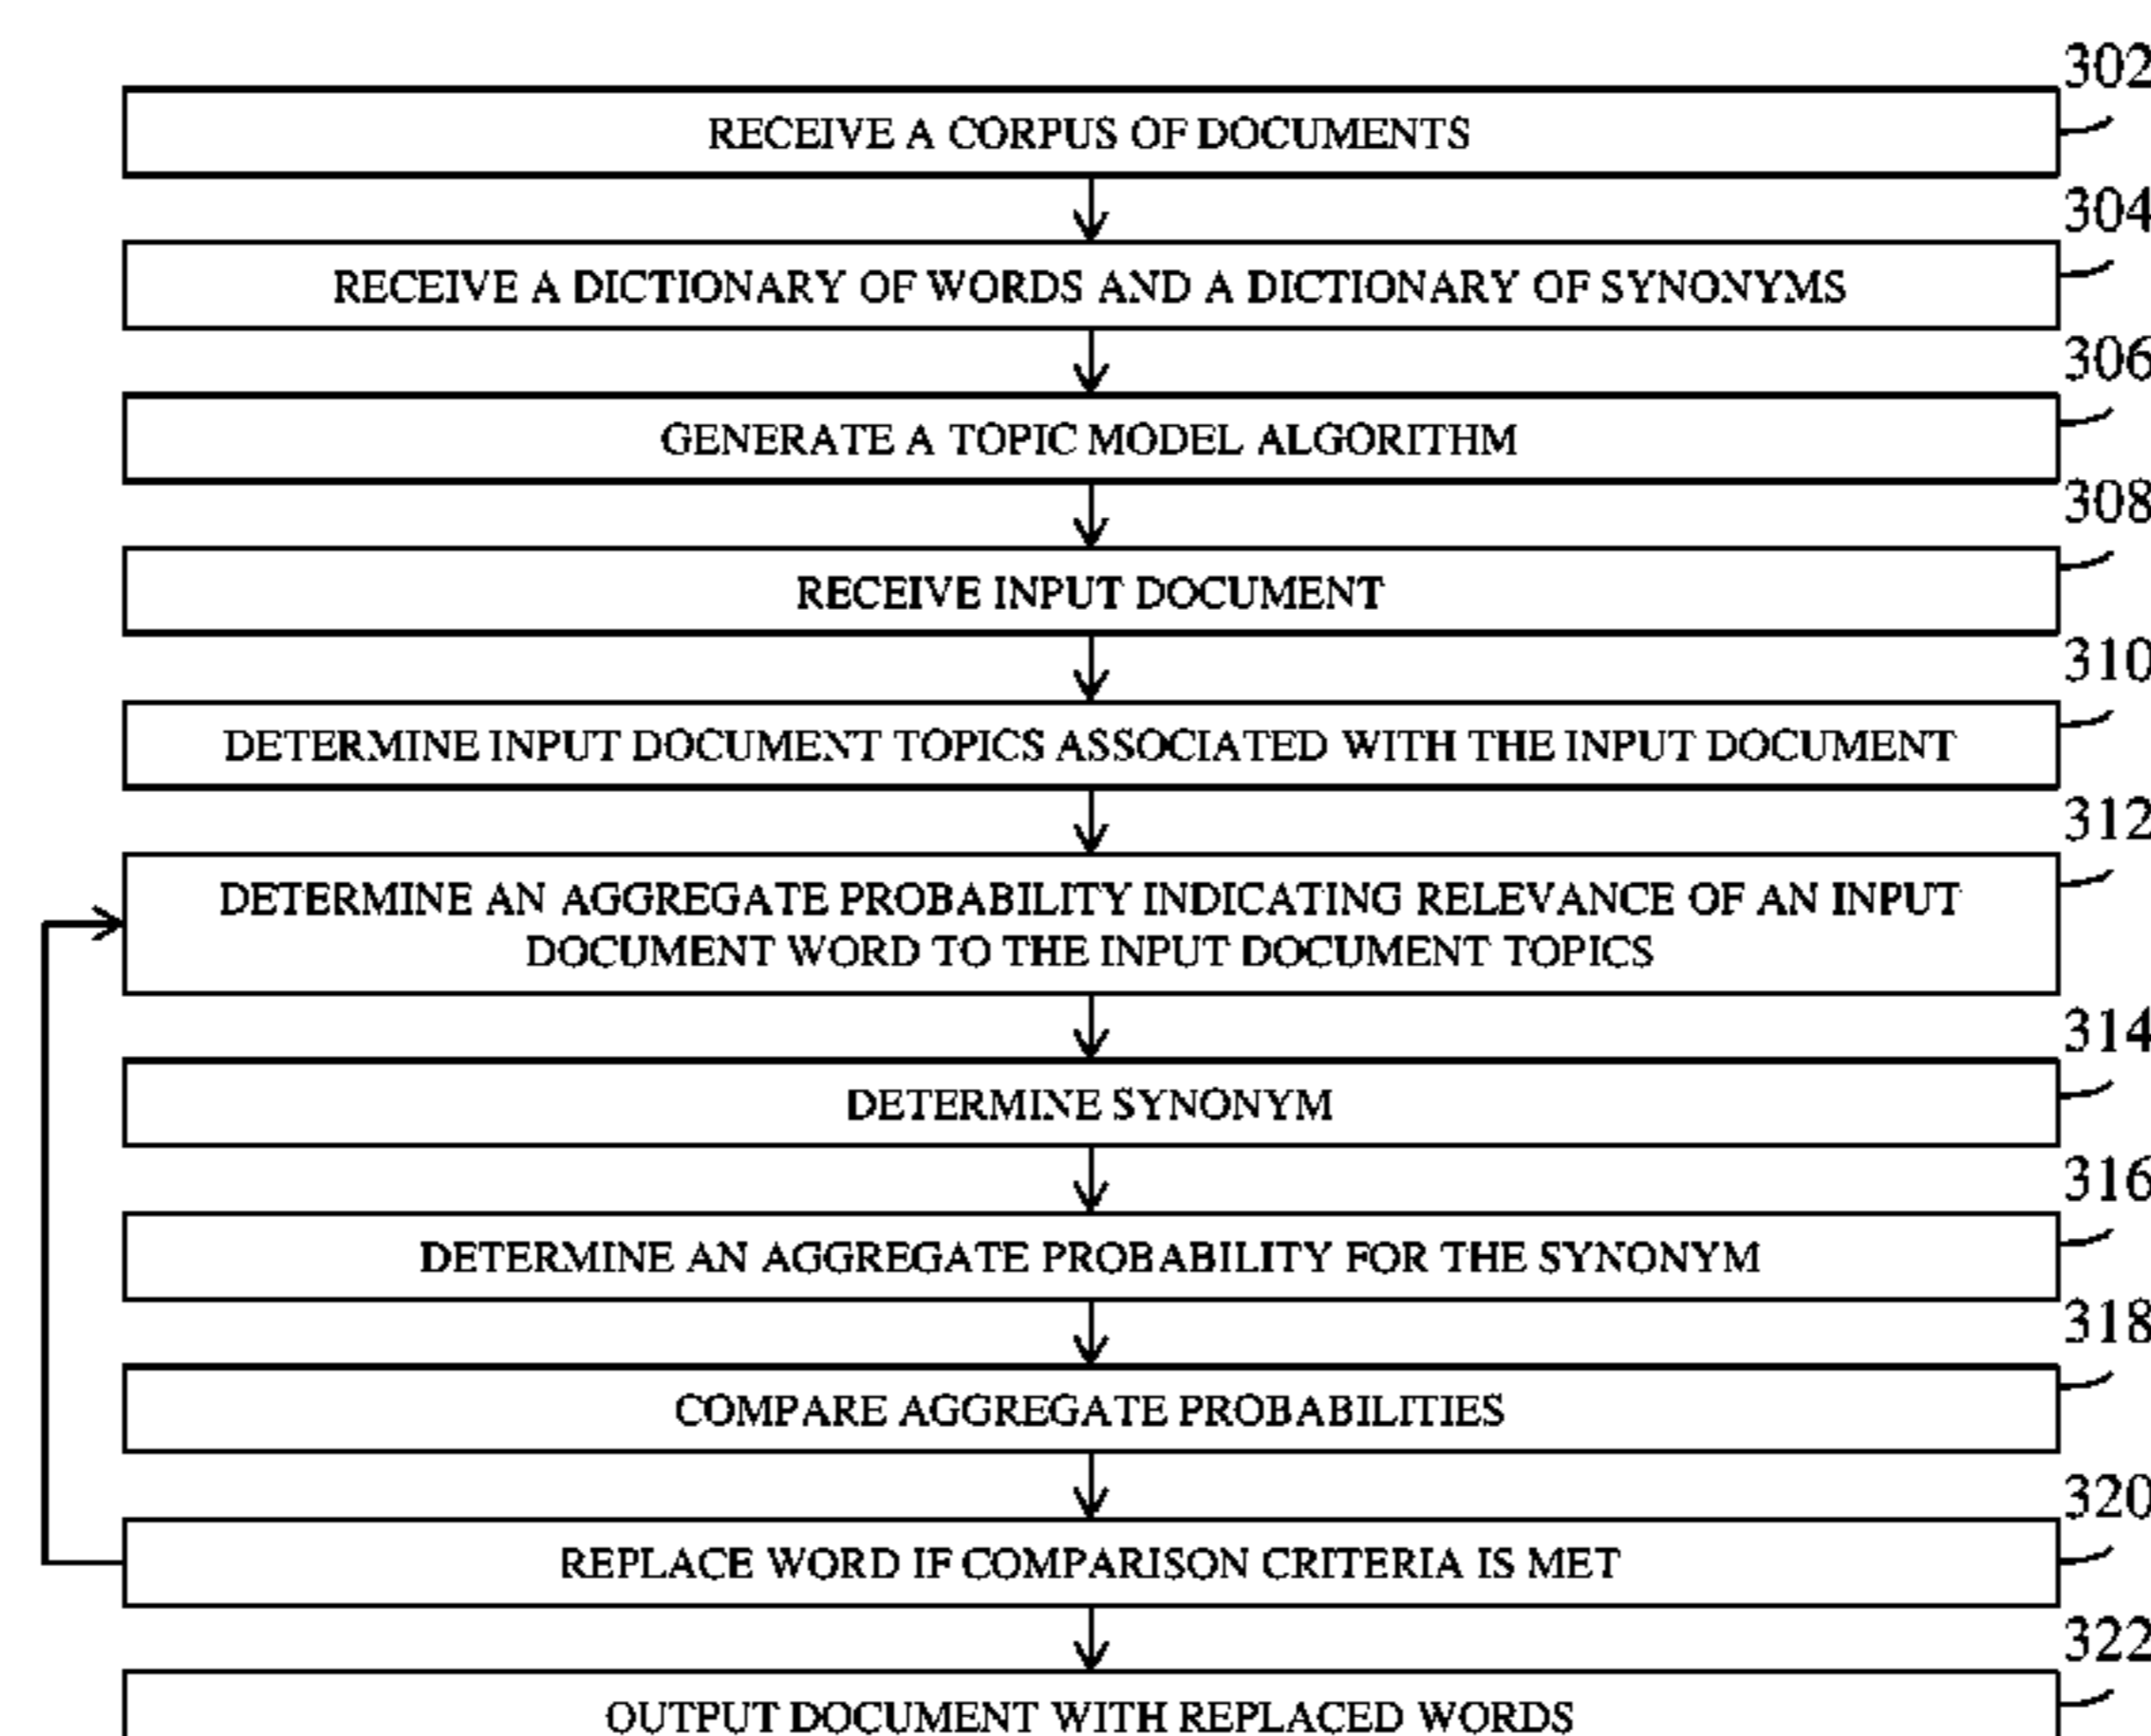 302
RECEIVE A CORPUS OF DOCUMENTS
304
RECEIVE A DICTIONARY OF WORDS AND A DICTIONARY OF SYNONYMS
306
GENERATE A TOPIC MODEL ALGORITHM
308
RECEIVE INPUT DOCUMENT
310
DETERMINE INPUT DOCUMENT TOPICS ASSOCIATED WITH THE INPUT DOCUMENT
312
DETERMINE AN AGGREGATE PROBABILITY INDICATING RELEVANCE OF AN INPUT
DOCUMENT WORD TO THE INPUT DOCUMENT TOPICS
314
DETERMINE SYNONYM
316
DETERMINE AN AGGREGATE PROBABILITY FOR THE SYNONYM
318
COMPARE AGGREGATE PROBABILITIES
320
REPLACE WORD IF COMPARISON CRITERIA IS MET
322
OUTPUT DOCUMENT WITH REPLACED WORDS